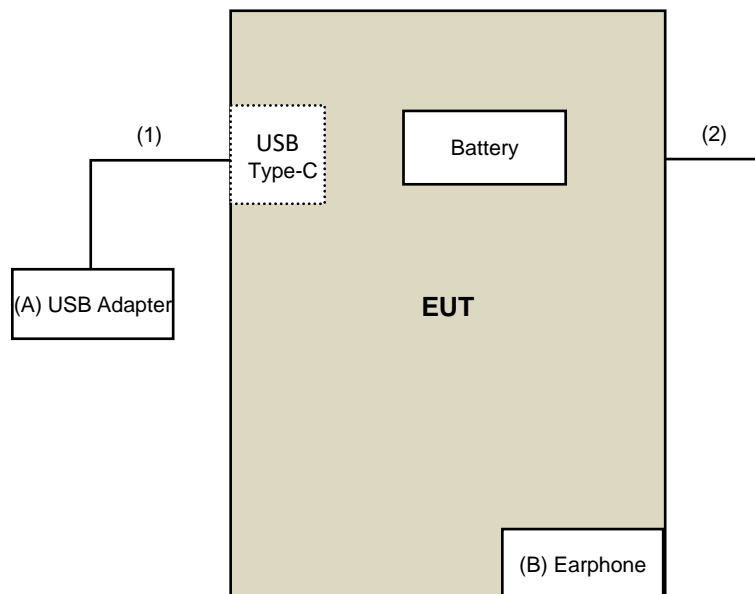 (1)
USB
Type-C
Battery
(2)
(A) USB Adapter
EUT
(B) Earphone